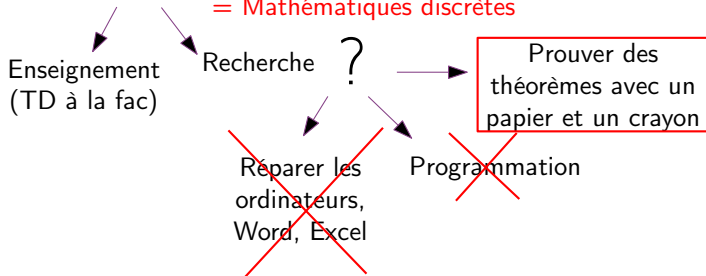 = Mathématiques discrètes
Enseignement
(TD à la fac)
Recherche
?
Prouver des
théorèmes avec un
papier et un crayon
Réparer les
ordinateurs,
Word, Excel
Programmation